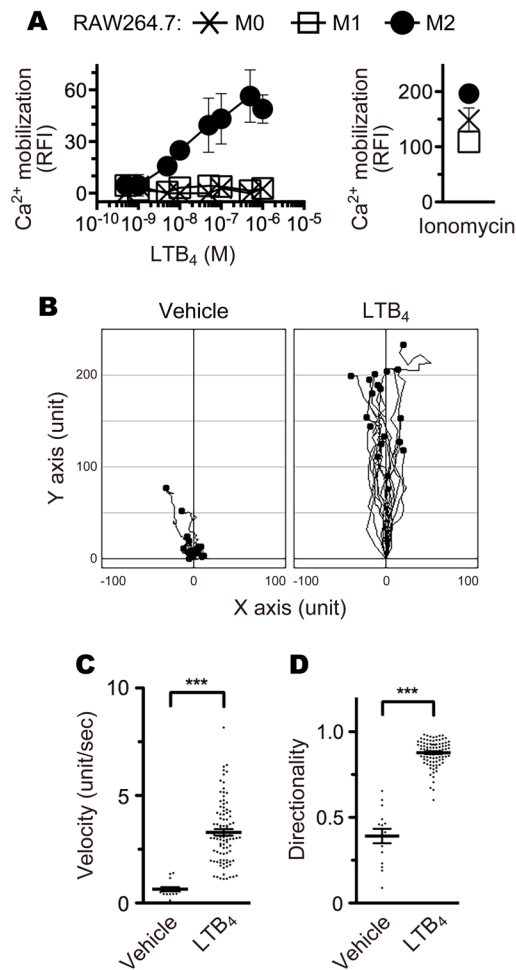 A RAW264.7: M0 M1 M2
Ca2+ mobilization (RFI)
60
30
0
10-10 10-9 10-8 10-7 10-6 10-5
LTB4 (M)
Ca2+ mobilization (RFI)
200
100
0
Ionomycin
B
Vehicle LTB4
Y axis (unit)
200
100
0
-100 0 100 -100 0 100
X axis (unit)
C
Velocity (unit/sec)
10
5
0
***
Vehicle LTB4
D
Directionality
1.0
0.5
0
***
Vehicle LTB4